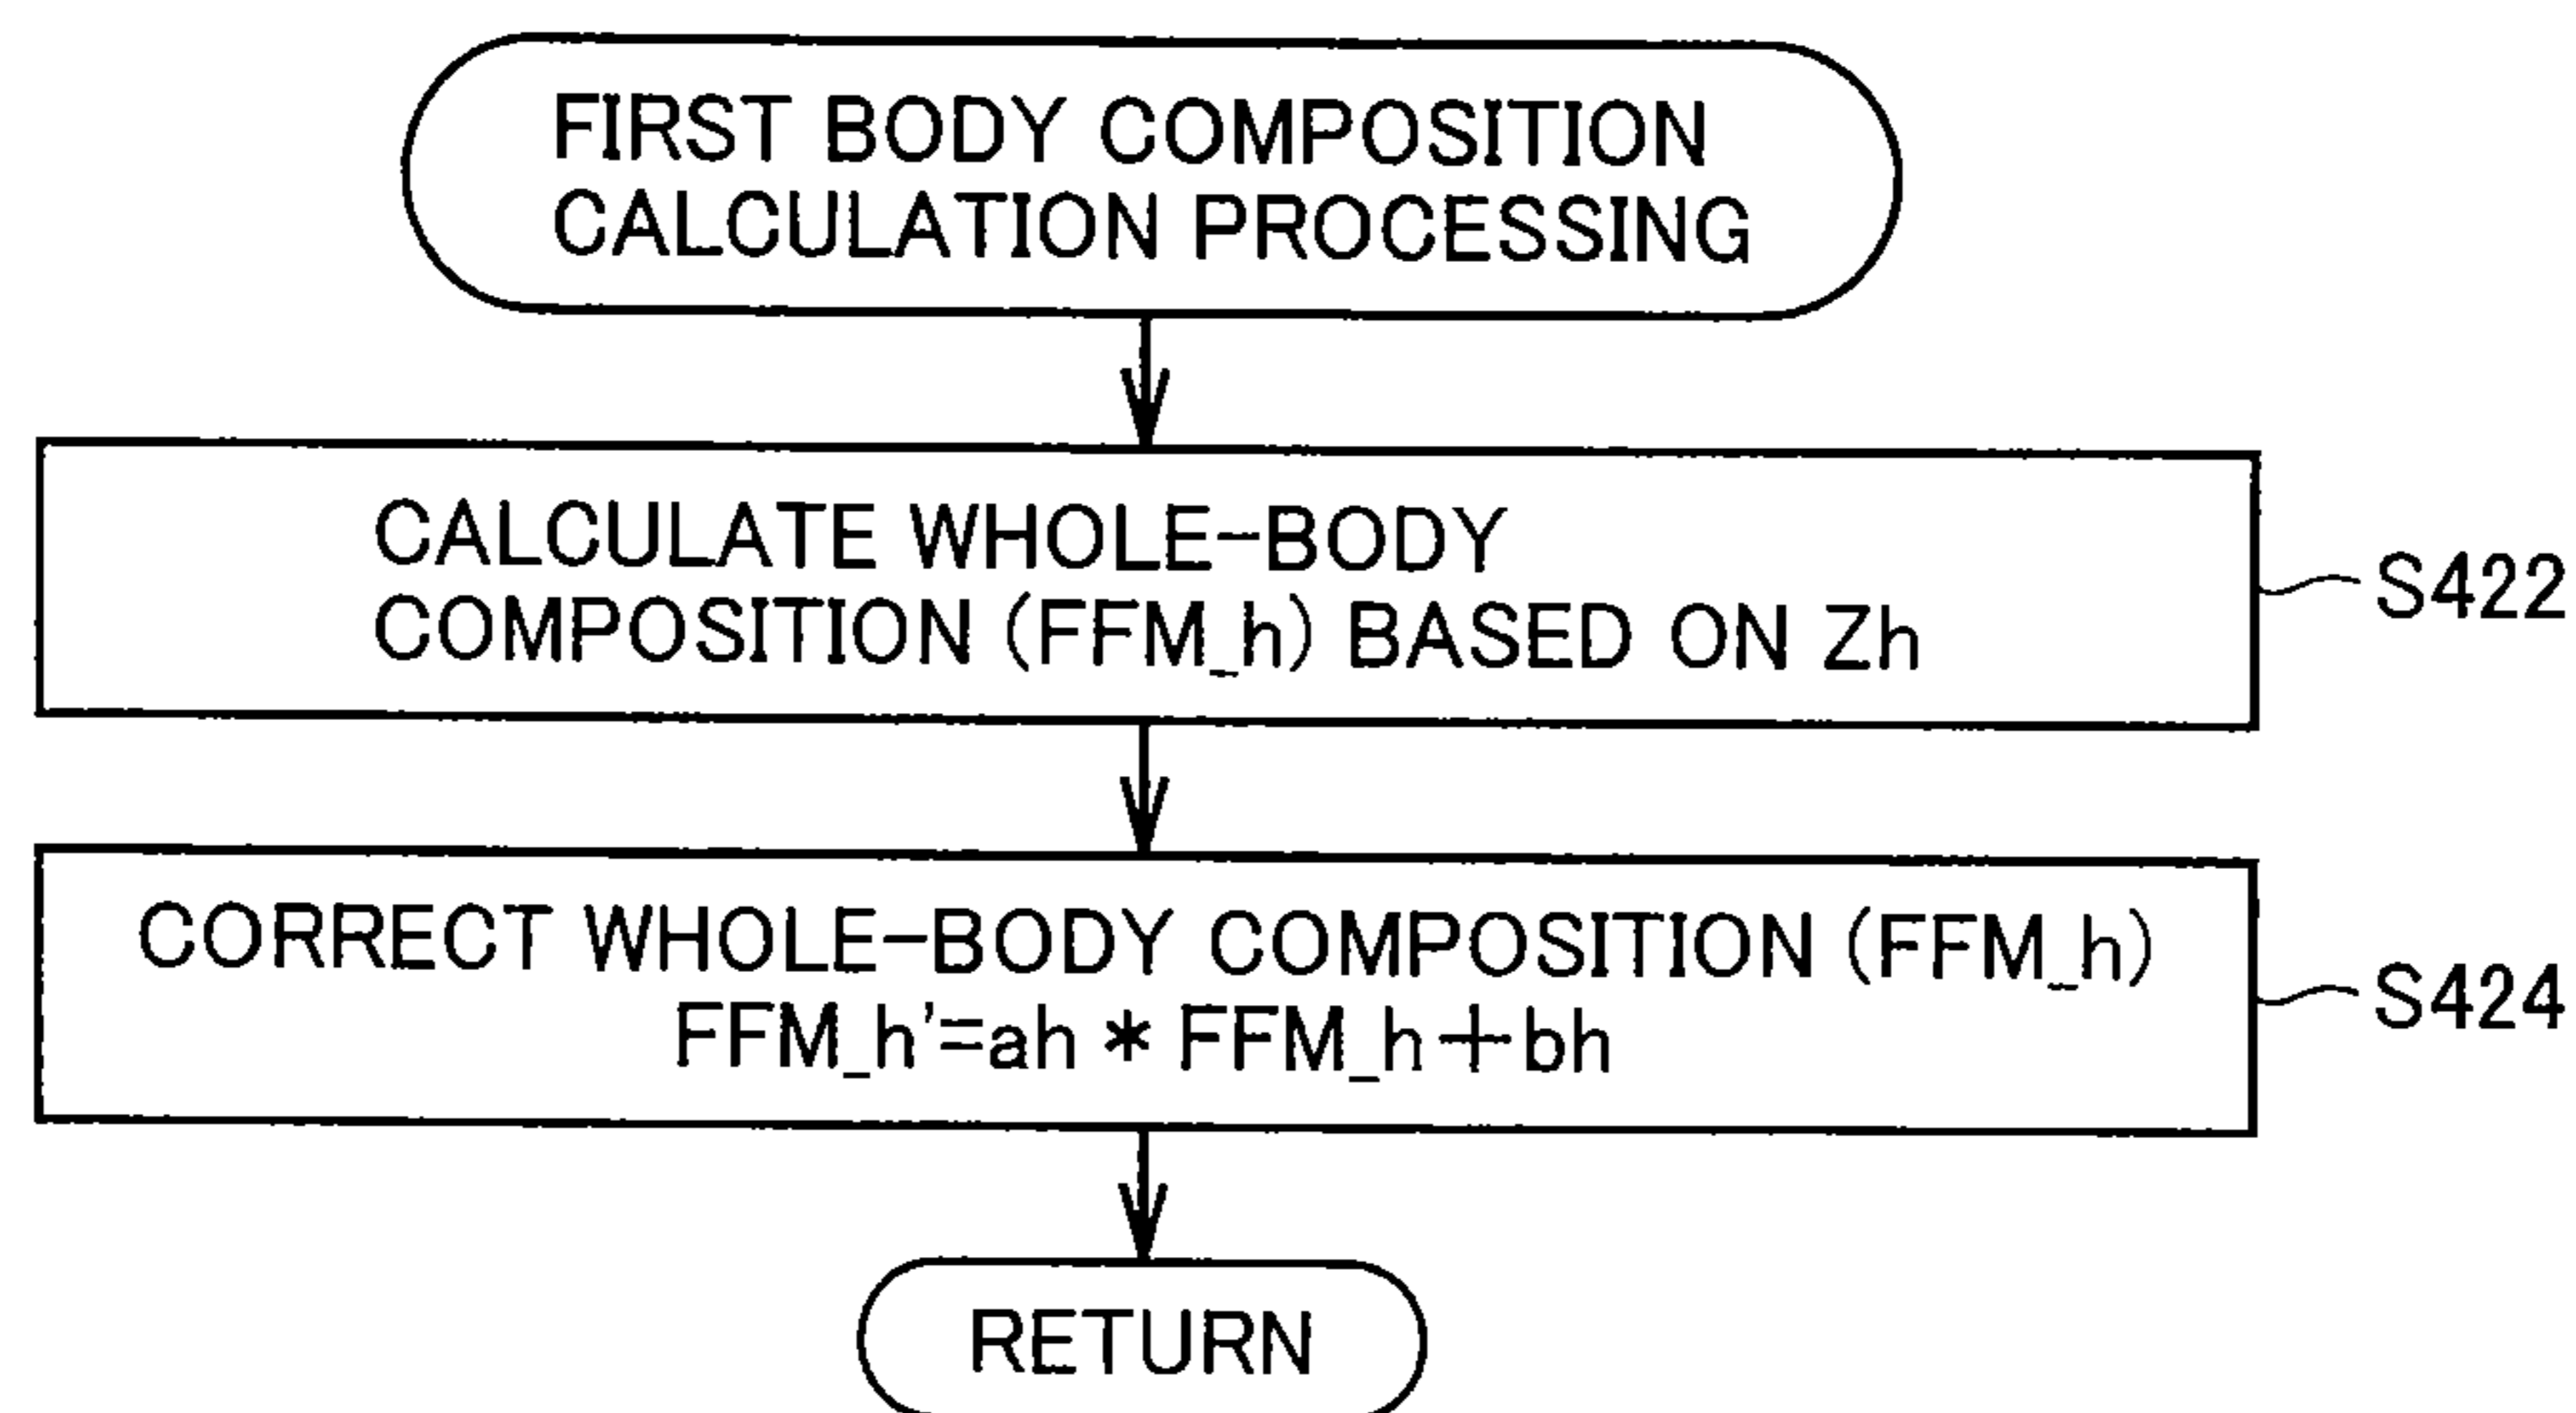 FIRST BODY COMPOSITION
CALCULATION PROCESSING
CALCULATE WHOLE-BODY
COMPOSITION (FFM_h) BASED ON Zh
S422
CORRECT WHOLE-BODY COMPOSITION (FFM_h)
FFM_h'=ah * FFM_h+bh
S424
RETURN